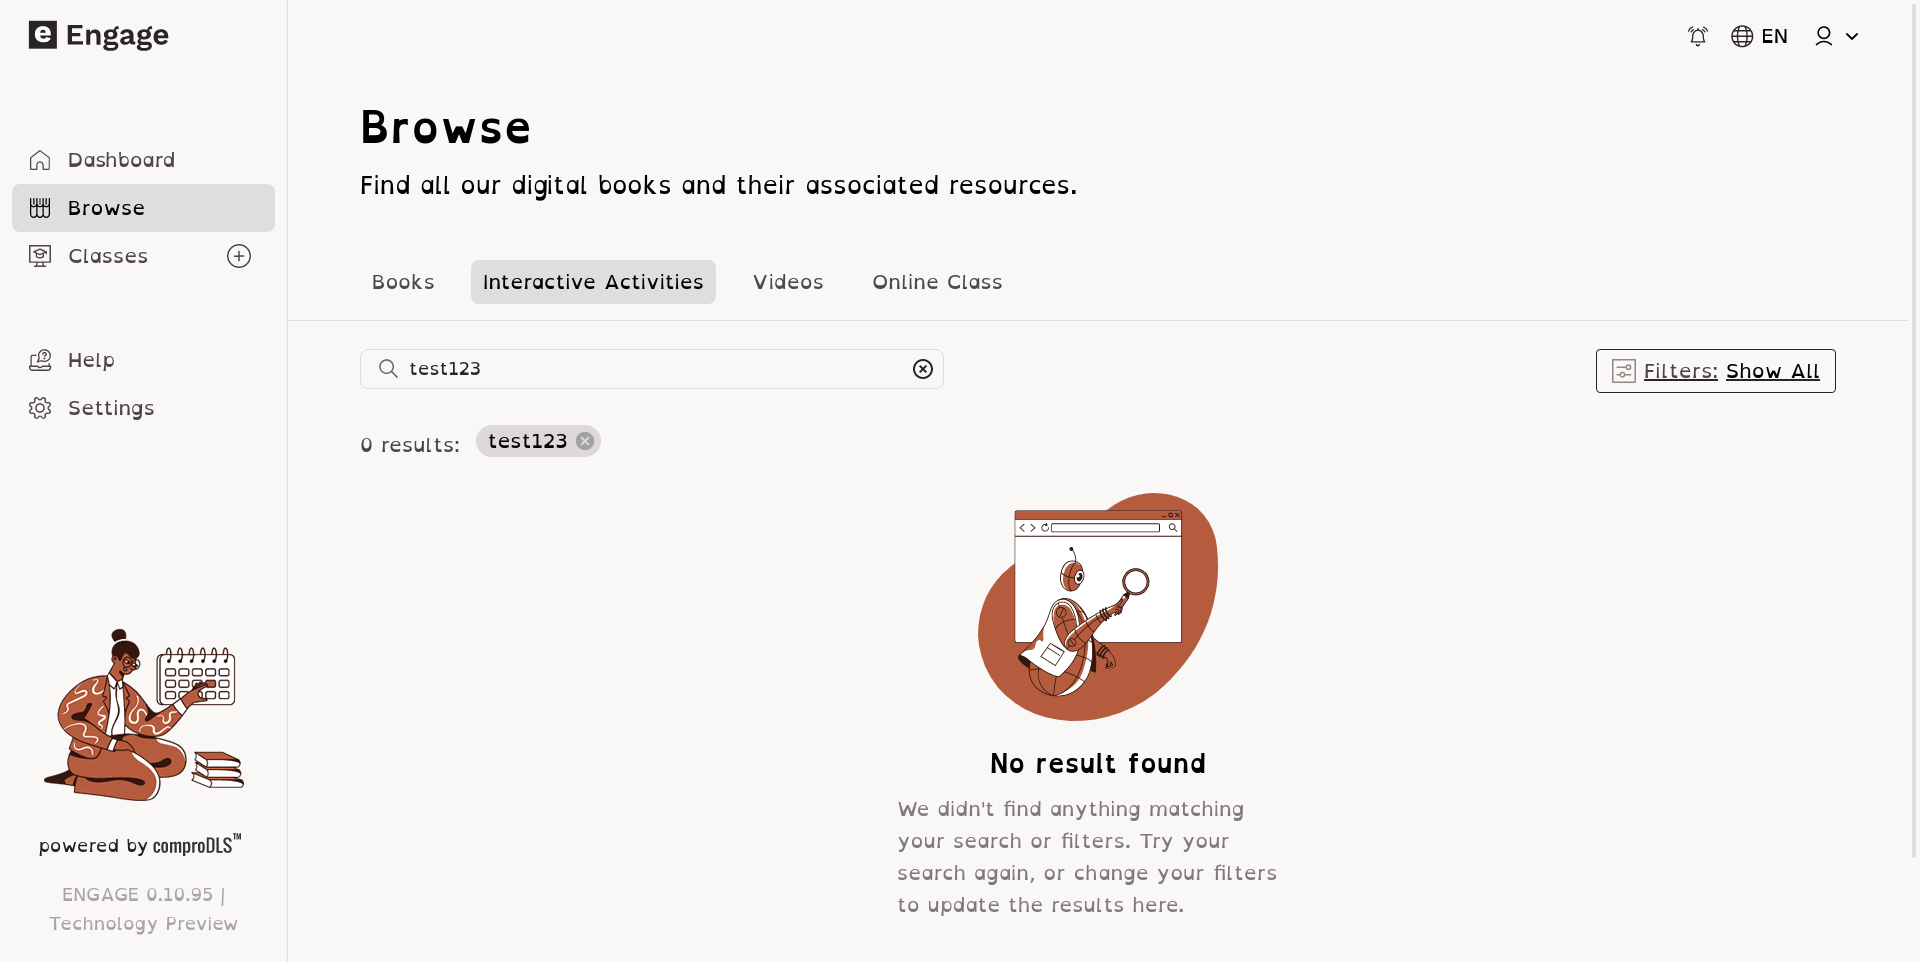 e Engage
EN
Browse
Find all our digital books and their associated resources.
Dashboard
Browse
Classes
Help
Settings
Books Interactive Activities Videos Online Class
test123
Filters: Show All
0 results: test123
No result found
We didn't find anything matching
your search or filters. Try your
search again, or change your filters
to update the results here.
powered by comproDLS™
ENGAGE 0.10.95 |
Technology Preview